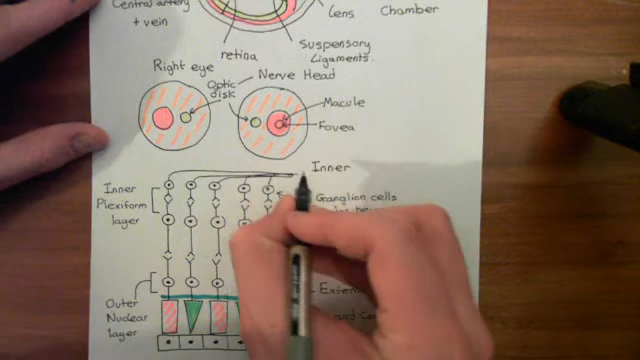 Central artery
+ vein
Lens
Chamber
retina
Suspensory
Ligaments.
Right eye
Optic
disk
Nerve Head
Macule
Fovea
Inner
Inner
Plexiform
layer
Ganglion cells
Outer
Nuclear
layer